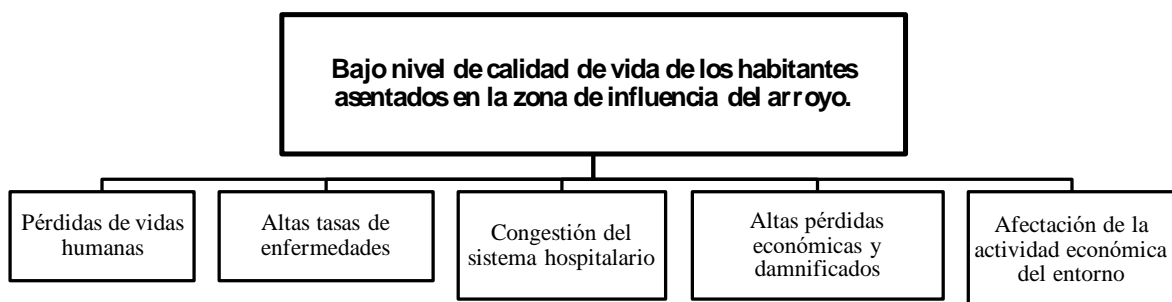 Bajo nivel de calidad de vida de los habitantes
asentados en la zona de influencia del arroyo.
Pérdidas de vidas
humanas
Altas tasas de
enfermedades
Congestión del
sistema hospitalario
Altas pérdidas
económicas y
damnificados
Afectación de la
actividad económica
del entorno